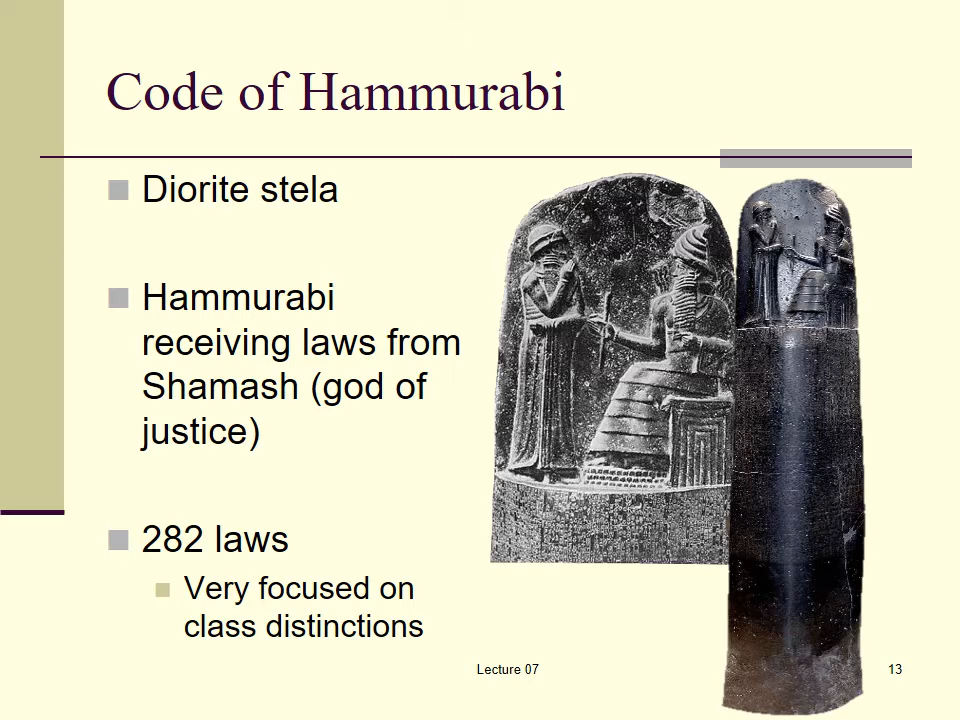 Code of Hammurabi
Diorite stela
Hammurabi
receiving laws from
Shamash (god of
justice)
282 laws
Very focused on
class distinctions
Lecture 07
13